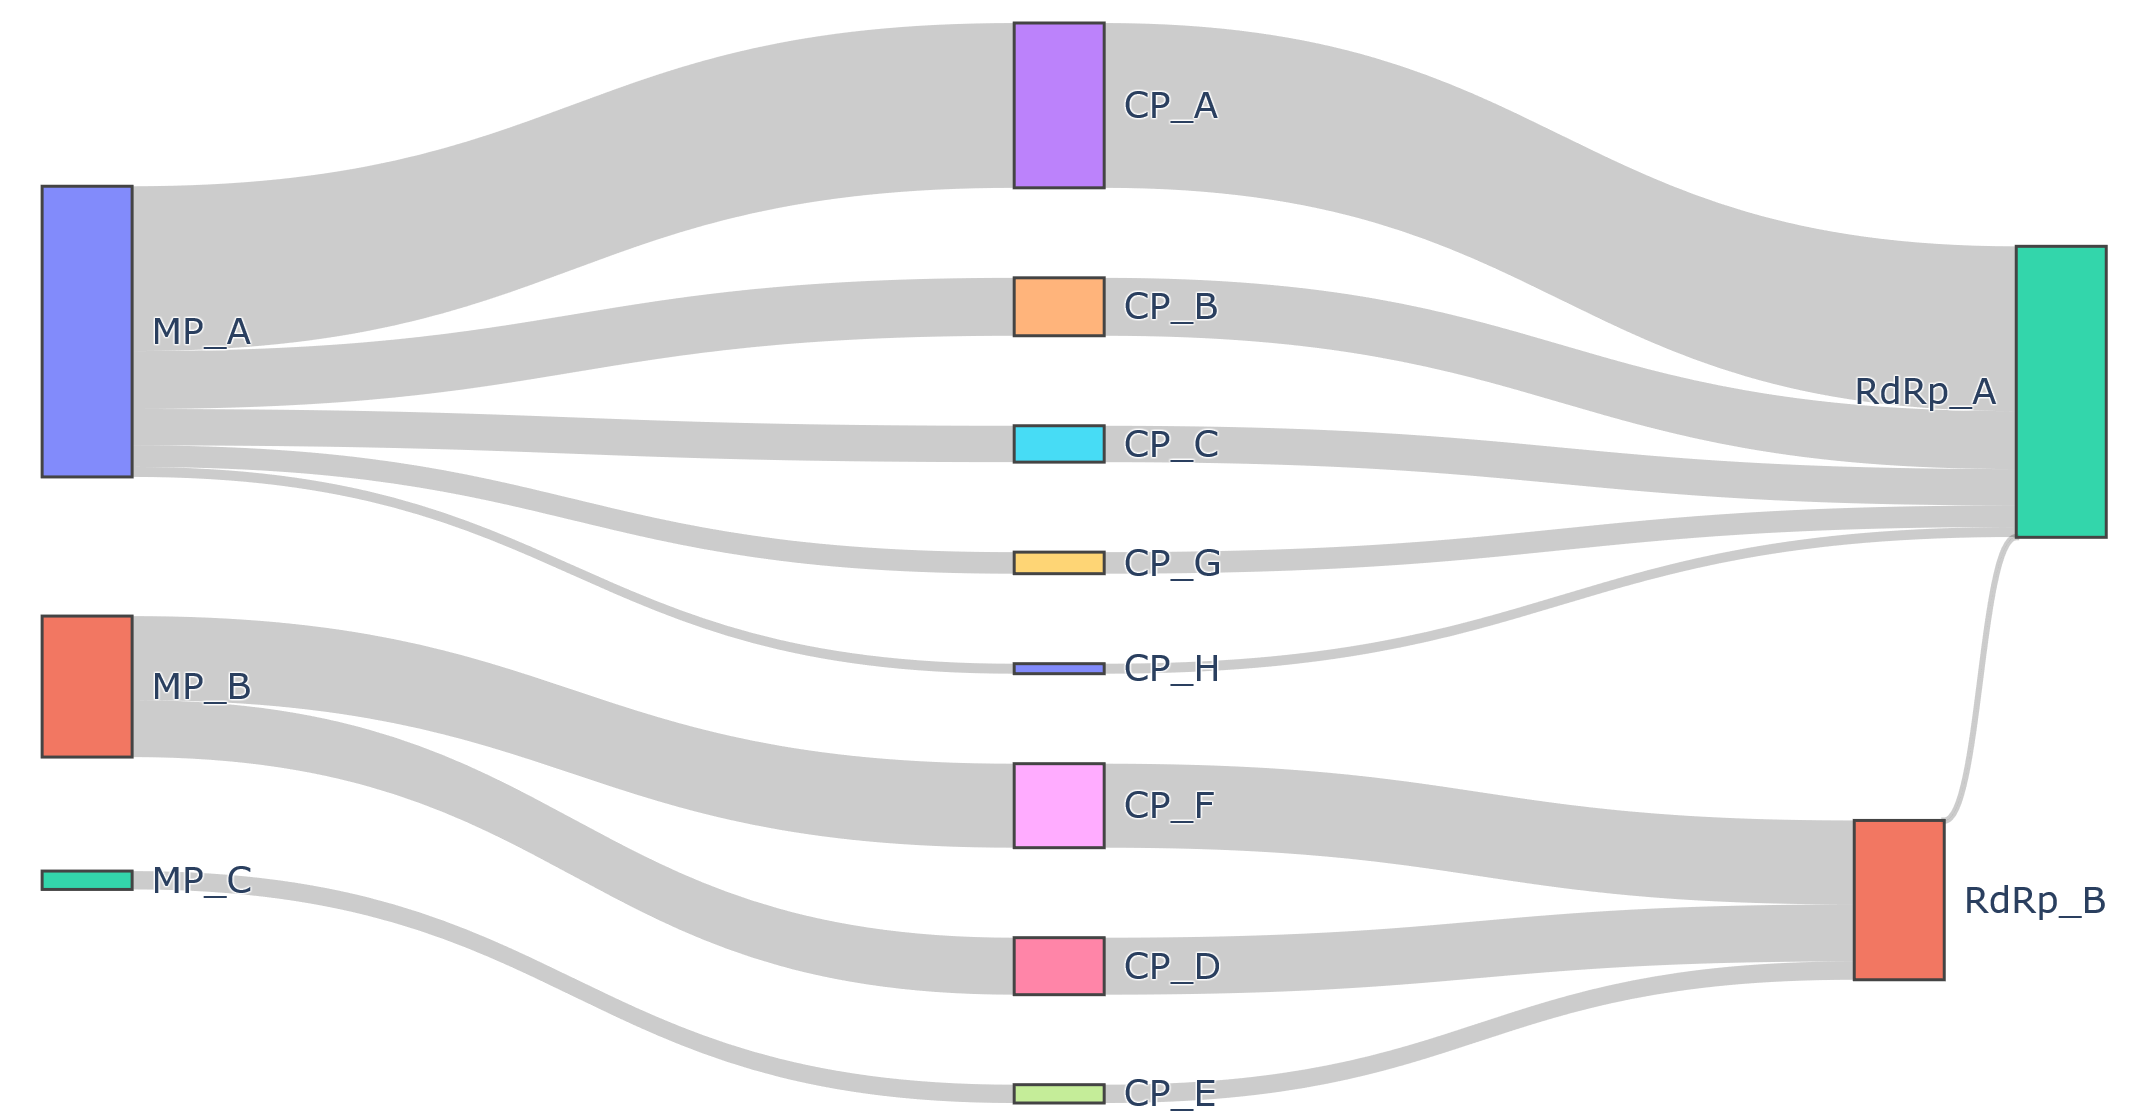 CP_A
MP_A
CP_B
RdRp_A
CP_C
CP_G
CP_H
MP_B
CP_F
MP_C
RdRp_B
CP_D
CP_E